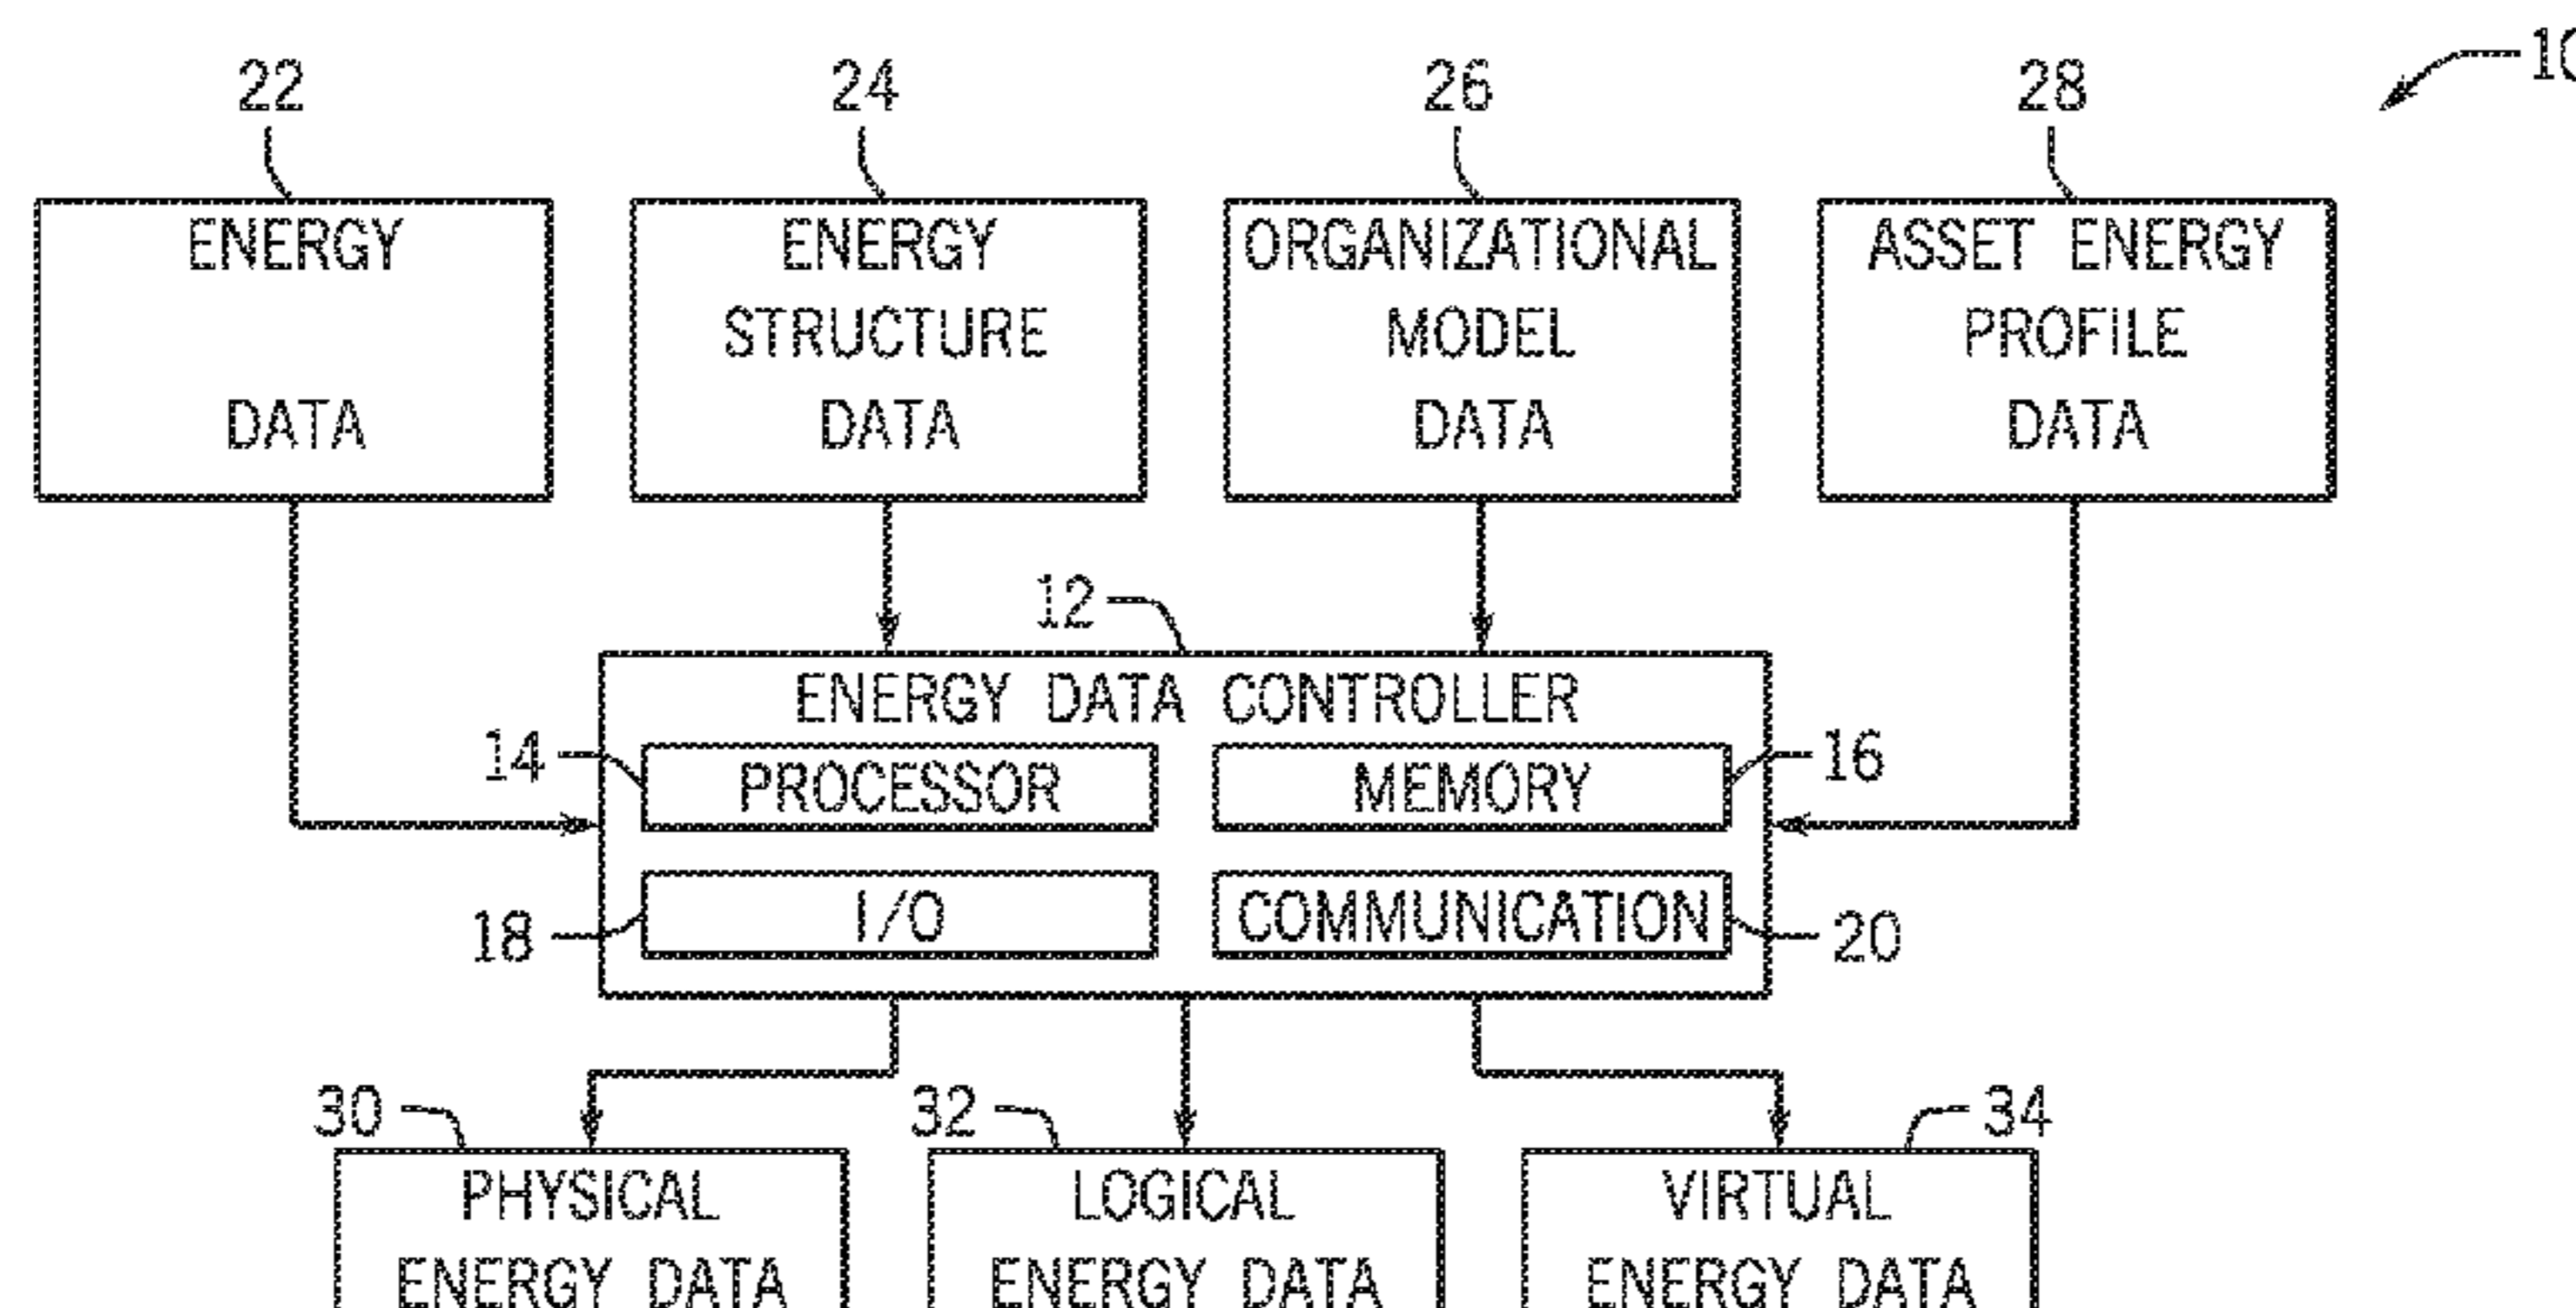 10
22
24
26
28
ENERGY
DATA
ENERGY
STRUCTURE
DATA
ORGANIZATIONAL
MODEL
DATA
ASSET ENERGY
PROFILE
DATA
12
ENERGY DATA CONTROLLER
14
PROCESSOR
MEMORY
16
18
I/O
COMMUNICATION
20
30
32
34
PHYSICAL
ENERGY DATA
LOGICAL
ENERGY DATA
VIRTUAL
ENERGY DATA